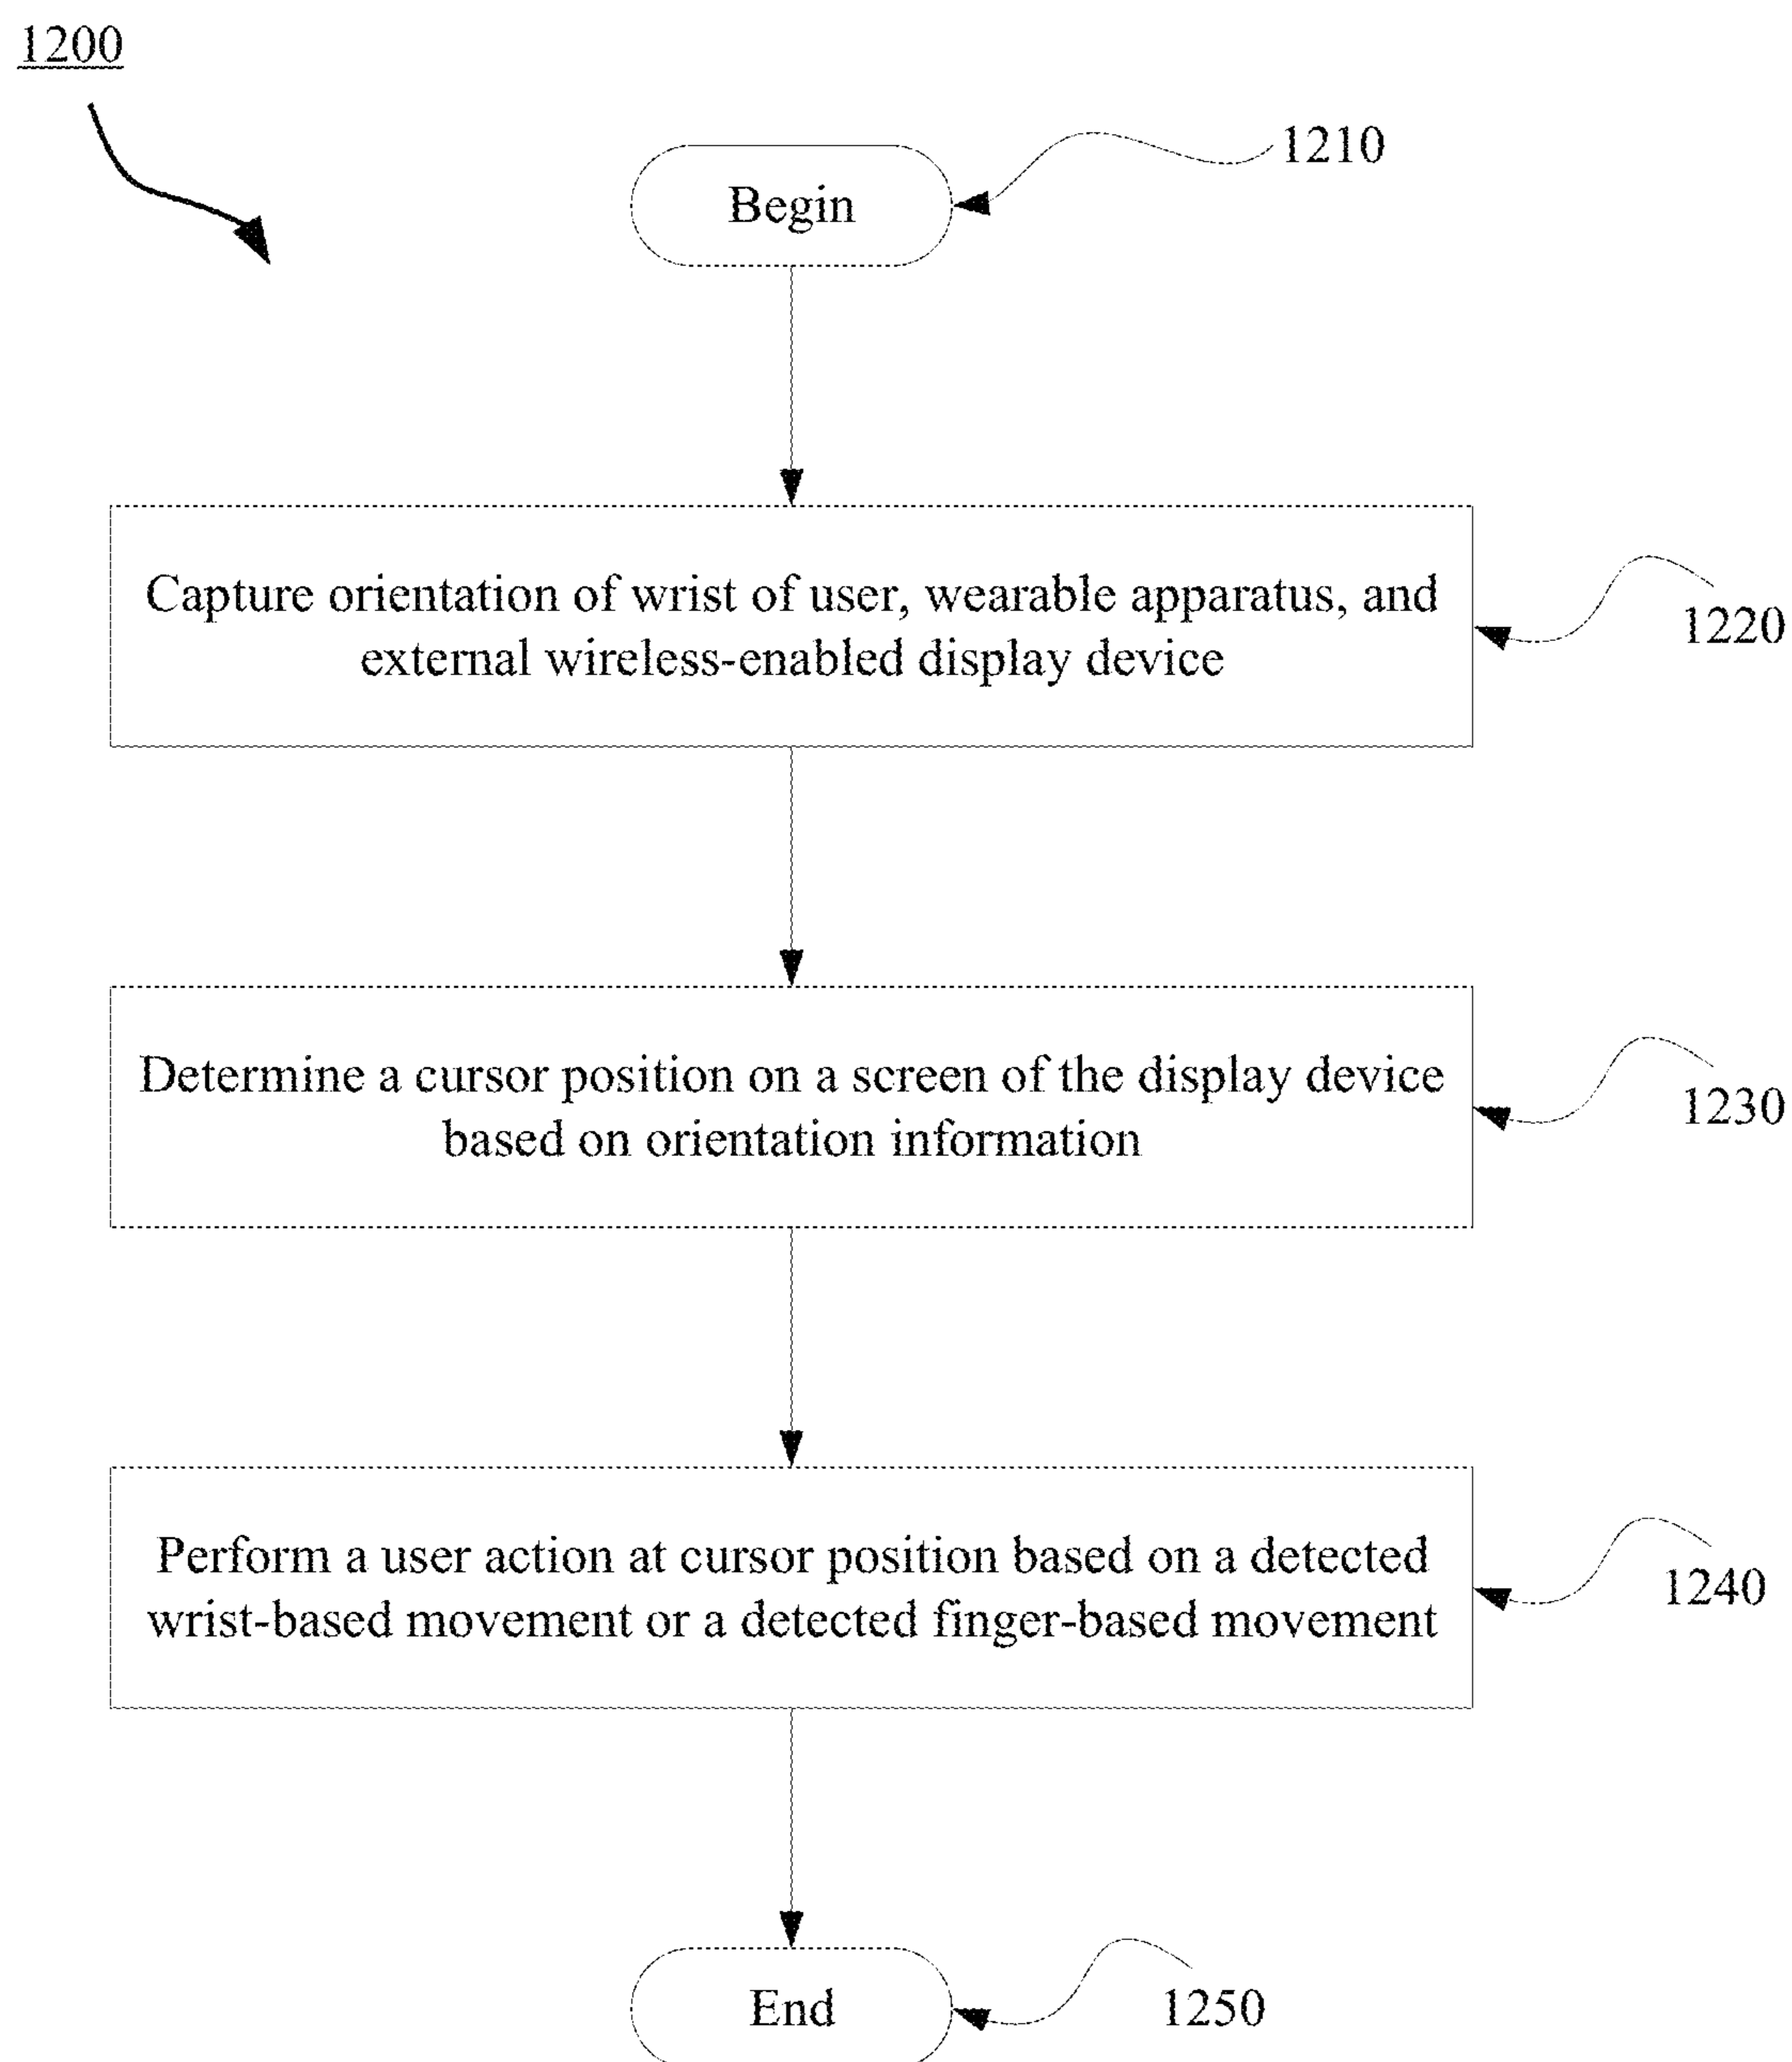 1200
1210
Begin
Capture orientation of wrist of user, wearable apparatus, and
external wireless-enabled display device
1220
Determine a cursor position on a screen of the display device
based on orientation information
1230
Perform a user action at cursor position based on a detected
wrist-based movement or a detected finger-based movement
1240
End
1250